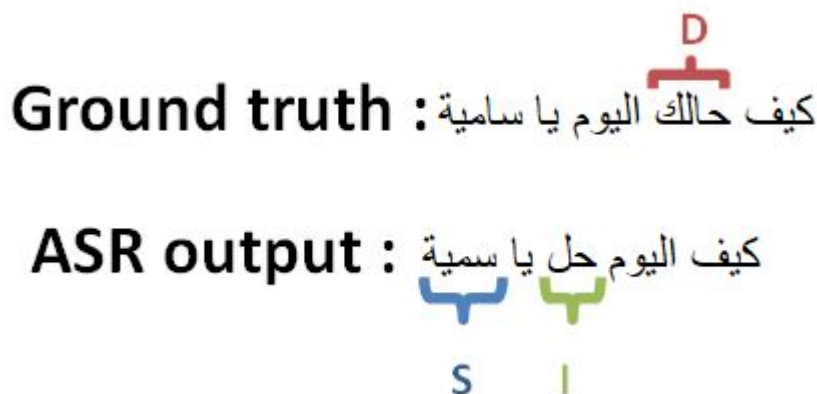 D
Ground truth : كيف حالك اليوم يا سامية
ASR output : كيف اليوم حل يا سمية
S I